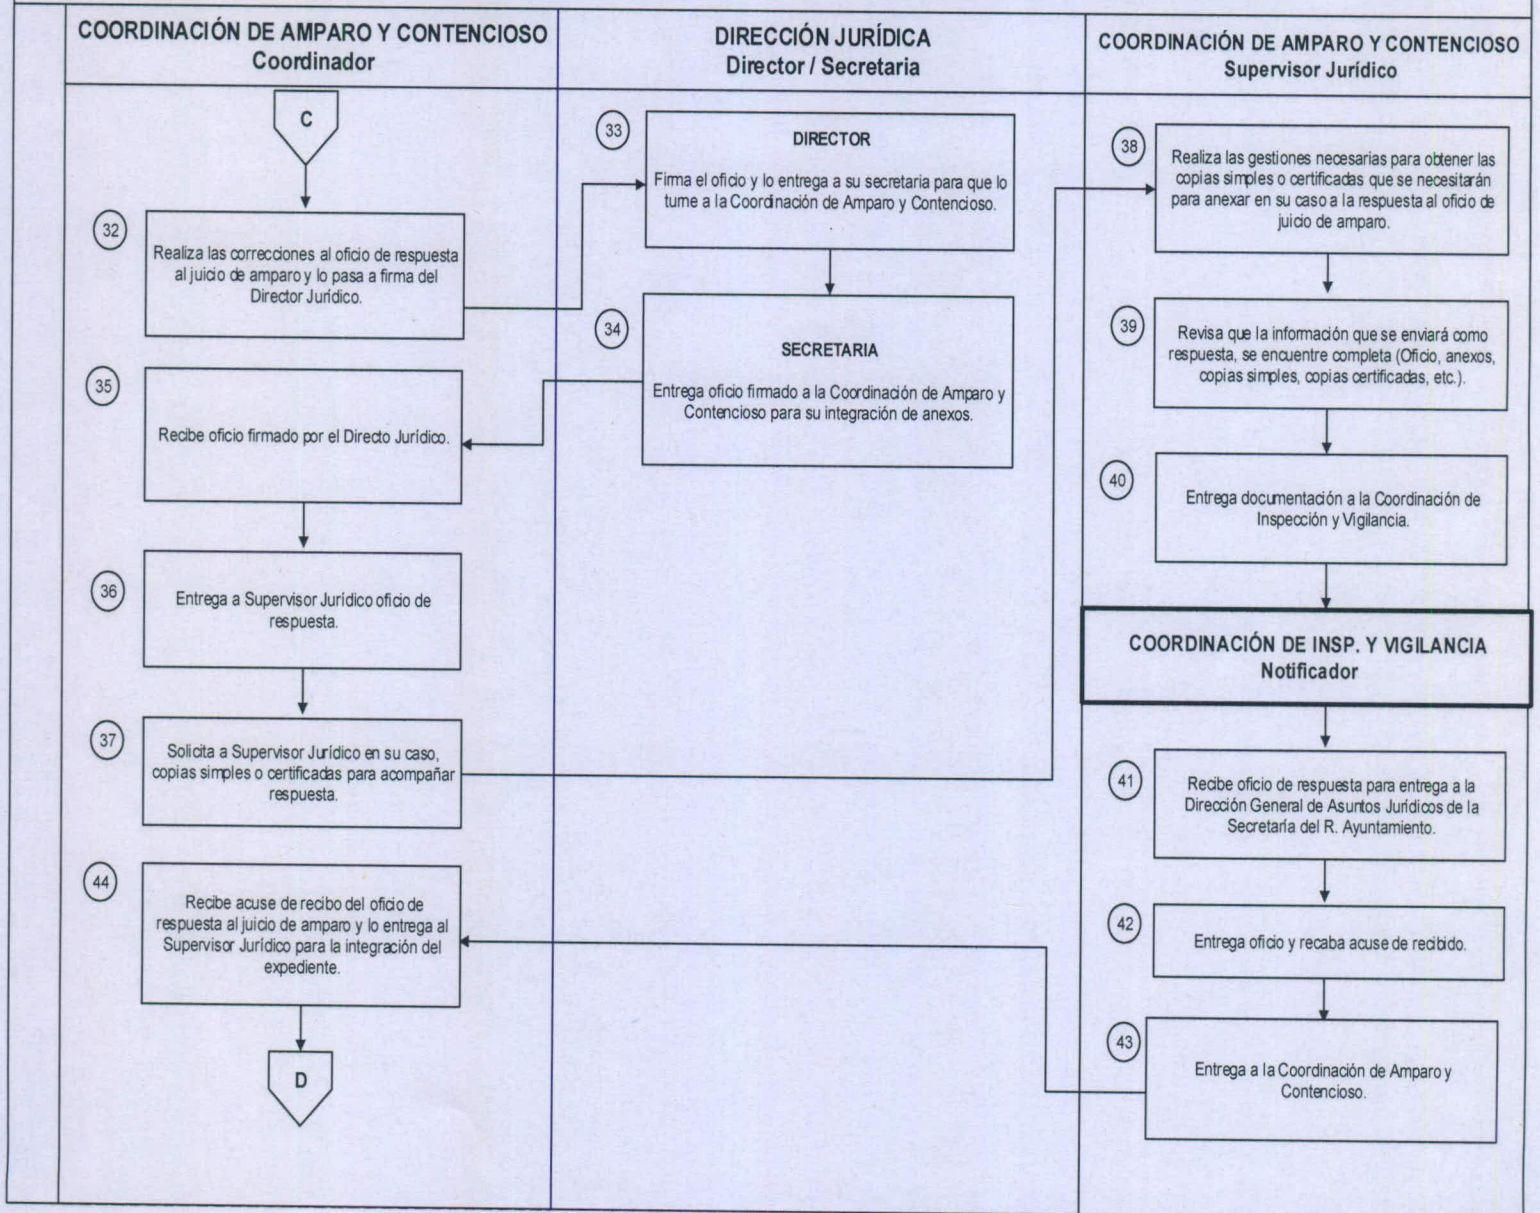 COORDINACIÓN DE AMPARO Y CONTENCIOSO
Coordinador
DIRECCIÓN JURÍDICA
Director / Secretaria
COORDINACIÓN DE AMPARO Y CONTENCIOSO
Supervisor Jurídico
C
32
Realiza las correcciones al oficio de respuesta
al juicio de amparo y lo pasa a firma del
Director Jurídico.
33
DIRECTOR
Firma el oficio y lo entrega a su secretaria para que lo
turne a la Coordinación de Amparo y Contencioso.
34
SECRETARIA
Entrega oficio firmado a la Coordinación de Amparo y
Contencioso para su integración de anexos.
35
Recibe oficio firmado por el Directo Jurídico.
36
Entrega a Supervisor Jurídico oficio de
respuesta.
37
Solicita a Supervisor Jurídico en su caso,
copias simples o certificadas para acompañar
respuesta.
38
Realiza las gestiones necesarias para obtener las
copias simples o certificadas que se necesitarán
para anexar en su caso a la respuesta al oficio de
juicio de amparo.
39
Revisa que la información que se enviará como
respuesta, se encuentre completa (Oficio, anexos,
copias simples, copias certificadas, etc.).
40
Entrega documentación a la Coordinación de
Inspección y Vigilancia.
COORDINACIÓN DE INSP. Y VIGILANCIA
Notificador
41
Recibe oficio de respuesta para entrega a la
Dirección General de Asuntos Jurídicos de la
Secretaría del R. Ayuntamiento.
42
Entrega oficio y recaba acuse de recibido.
43
Entrega a la Coordinación de Amparo y
Contencioso.
44
Recibe acuse de recibo del oficio de
respuesta al juicio de amparo y lo entrega al
Supervisor Jurídico para la integración del
expediente.
D